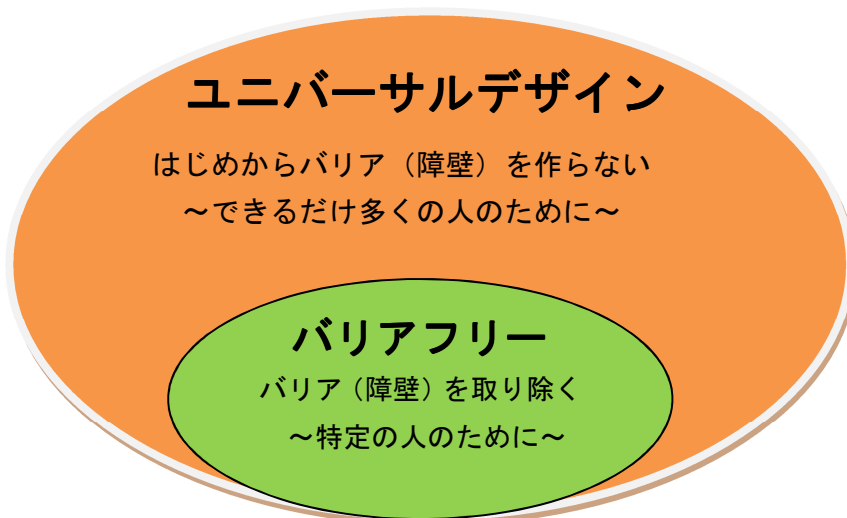 ユニバーサルデザイン
はじめからバリア（障壁）を作らない
～できるだけ多くの人のために～
バリアフリー
バリア（障壁）を取り除く
～特定の人のために～